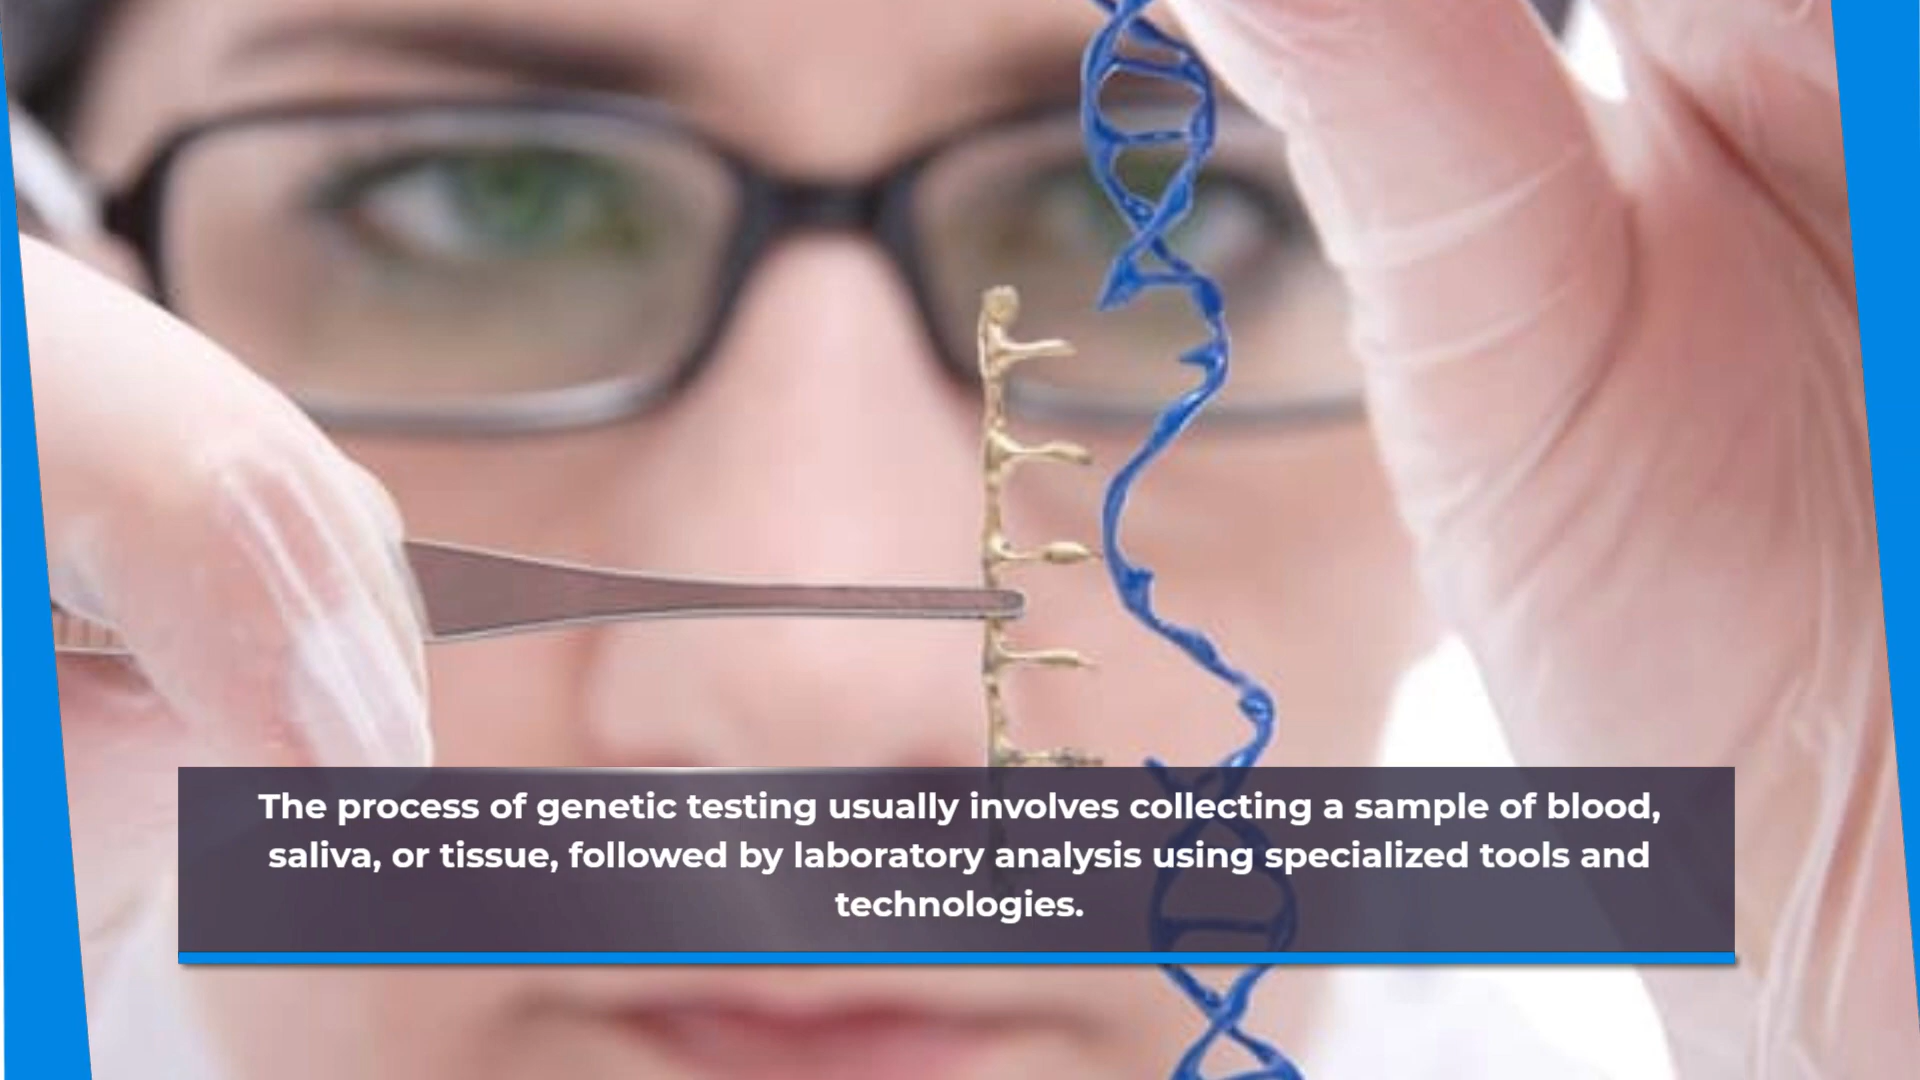 The process of genetic testing usually involves collecting a sample of blood,
saliva, or tissue, followed by laboratory analysis using specialized tools and
technologies.